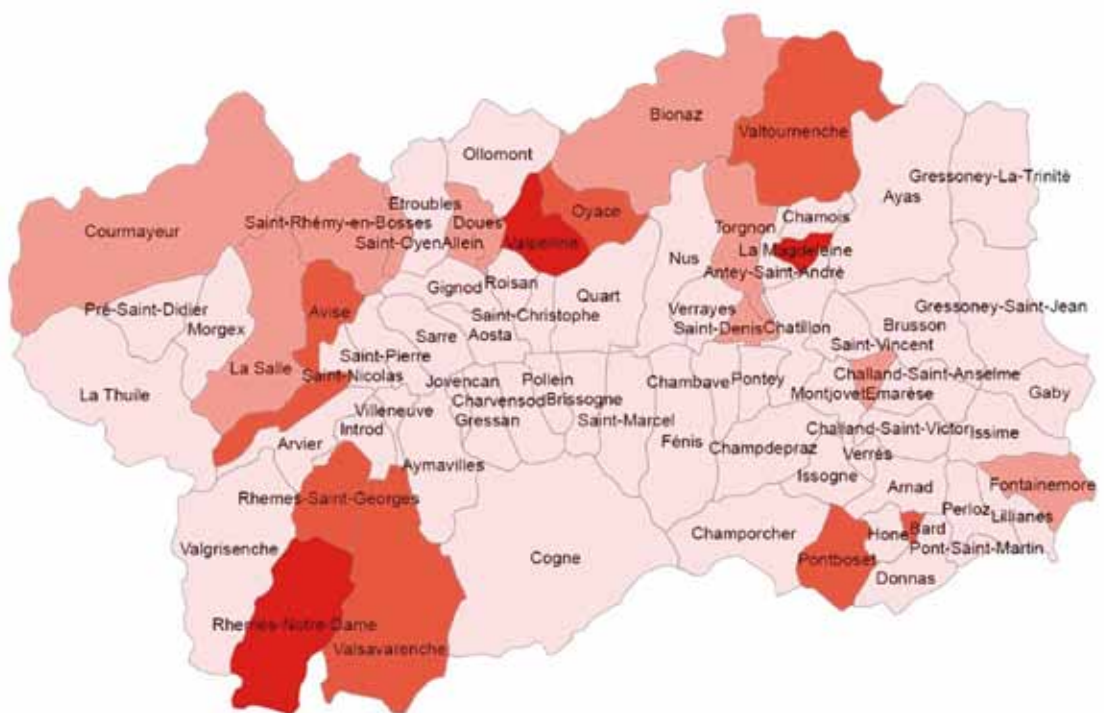 Bionaz
Valtournenche
Ollomont
Gressoney-La-Trinitè
Ayas
Etroubles
Chamois
Saint-Rhémy-en-Bosses
Doues
Oyace
Torgnon
Courmayeur
Saint-Oyen
Allein
Valpelline
La Magdeleine
Nus
Antey-Saint-André
Gignod
Roisan
Quart
Pré-Saint-Didier
Avise
Saint-Christophe
Verrayes
Gressoney-Saint-Jean
Morgex
Sarre
Aosta
Saint-Denis
Chatillon
Brusson
Saint-Vincent
Saint-Pierre
La Salle
Saint-Nicolas
Jovencan
Pollein
Chambave
Pontey
Challand-Saint-Anselme
La Thuile
Charvensod
Brissogne
Montjovet
Emarèse
Gaby
Villeneuve
Introd
Gressan
Saint-Marcel
Challand-Saint-Victor
Issime
Arvier
Fénis
Champdepraz
Verrès
Aymavilles
Issogne
Rhemes-Saint-Georges
Arnad
Fontainemore
Perloz
Lillianes
Valgrisenche
Cogne
Champorcher
Hone
Bard
Pont-Saint-Martin
Pontboset
Donnas
Rhemes-Notre-Dame
Valsavarenche